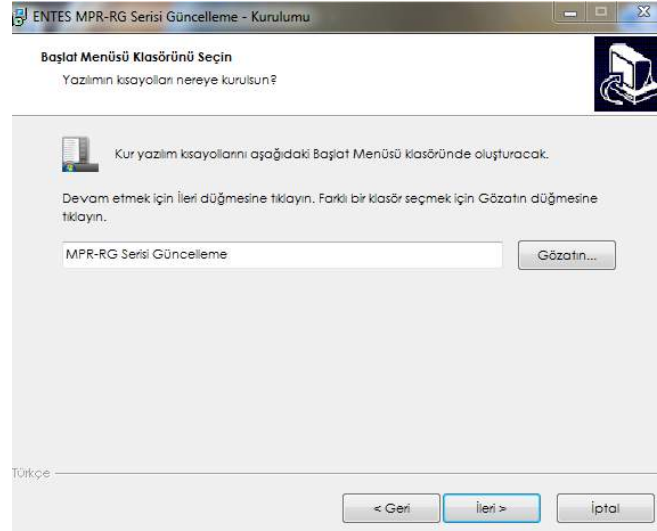 ENTES MPR-RG Serisi Güncelleme - Kurulumu
Başlat Menüsü Klasörünü Seçin
Yazılımın kısayolları nereye kurulsun?
Kur yazılım kısayollarını aşağıdaki Başlat Menüsü klasöründe oluşturacak.
Devam etmek için İleri düğmesine tıklayın. Farklı bir klasör seçmek için Gözatın düğmesine
tıklayın.
MPR-RG Serisi Güncelleme
Gözatın...
Türkçe
< Geri
İleri >
İptal